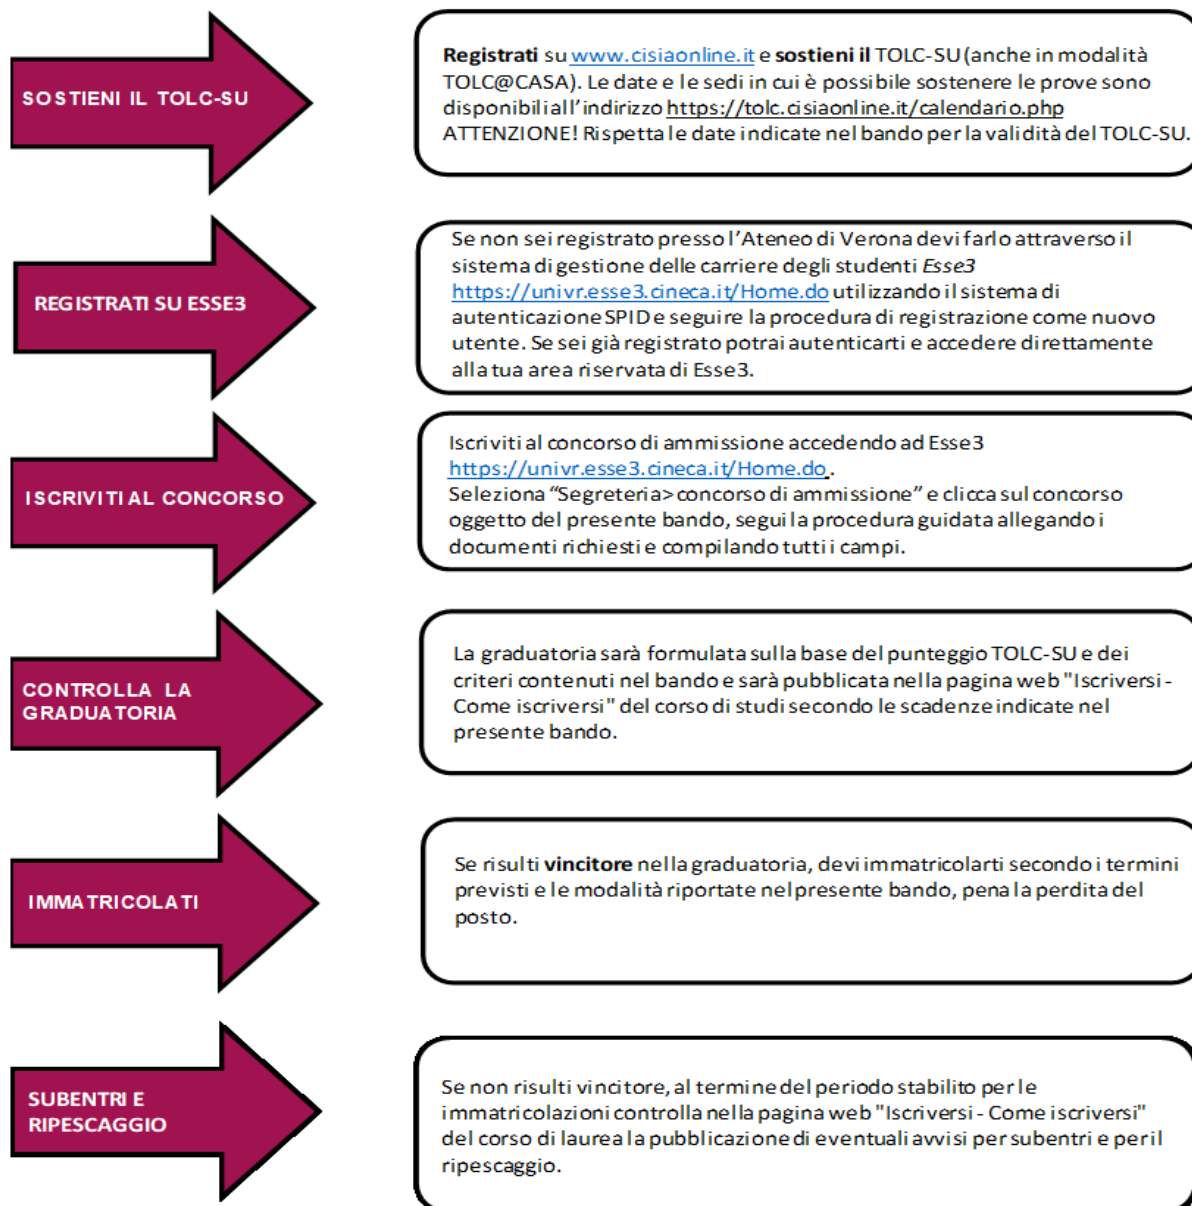 SOSTIENI IL TOLC-SU
Registrati su www.cisiaonline.it e sostieni il TOLC-SU (anche in modalità
TOLC@CASA). Le date e le sedi in cui è possibile sostenere le prove sono
disponibili all'indirizzo https://tolc.cisiaonline.it/calendario.php
ATTENZIONE! Rispetta le date indicate nel bando per la validità del TOLC-SU.
REGISTRATI SU ESSE3
Se non sei registrato presso l'Ateneo di Verona devi farlo attraverso il
sistema di gestione delle carriere degli studenti Esse3
https://univr.esse3.cineca.it/Home.do utilizzando il sistema di
autenticazione SPID e seguire la procedura di registrazione come nuovo
utente. Se sei già registrato potrai autenticarti e accedere direttamente
alla tua area riservata di Esse3.
ISCRIVITI AL CONCORSO
Iscriviti al concorso di ammissione accedendo ad Esse3
https://univr.esse3.cineca.it/Home.do .
Seleziona “Segreteria> concorso di ammissione” e clicca sul concorso
oggetto del presente bando, segui la procedura guidata allegando i
documenti richiesti e compilando tutti i campi.
CONTROLLA LA
GRADUATORIA
La graduatoria sarà formulata sulla base del punteggio TOLC-SU e dei
criteri contenuti nel bando e sarà pubblicata nella pagina web "Iscriversi -
Come iscriversi" del corso di studi secondo le scadenze indicate nel
presente bando.
IMMATRICOLATI
Se risulti vincitore nella graduatoria, devi immatricolarti secondo i termini
previsti e le modalità riportate nel presente bando, pena la perdita del
posto.
SUBENTRI E
RIPESCAGGIO
Se non risulti vincitore, al termine del periodo stabilito per le
immatricolazioni controlla nella pagina web "Iscriversi - Come iscriversi"
del corso di laurea la pubblicazione di eventuali avvisi per subentri e per il
ripescaggio.